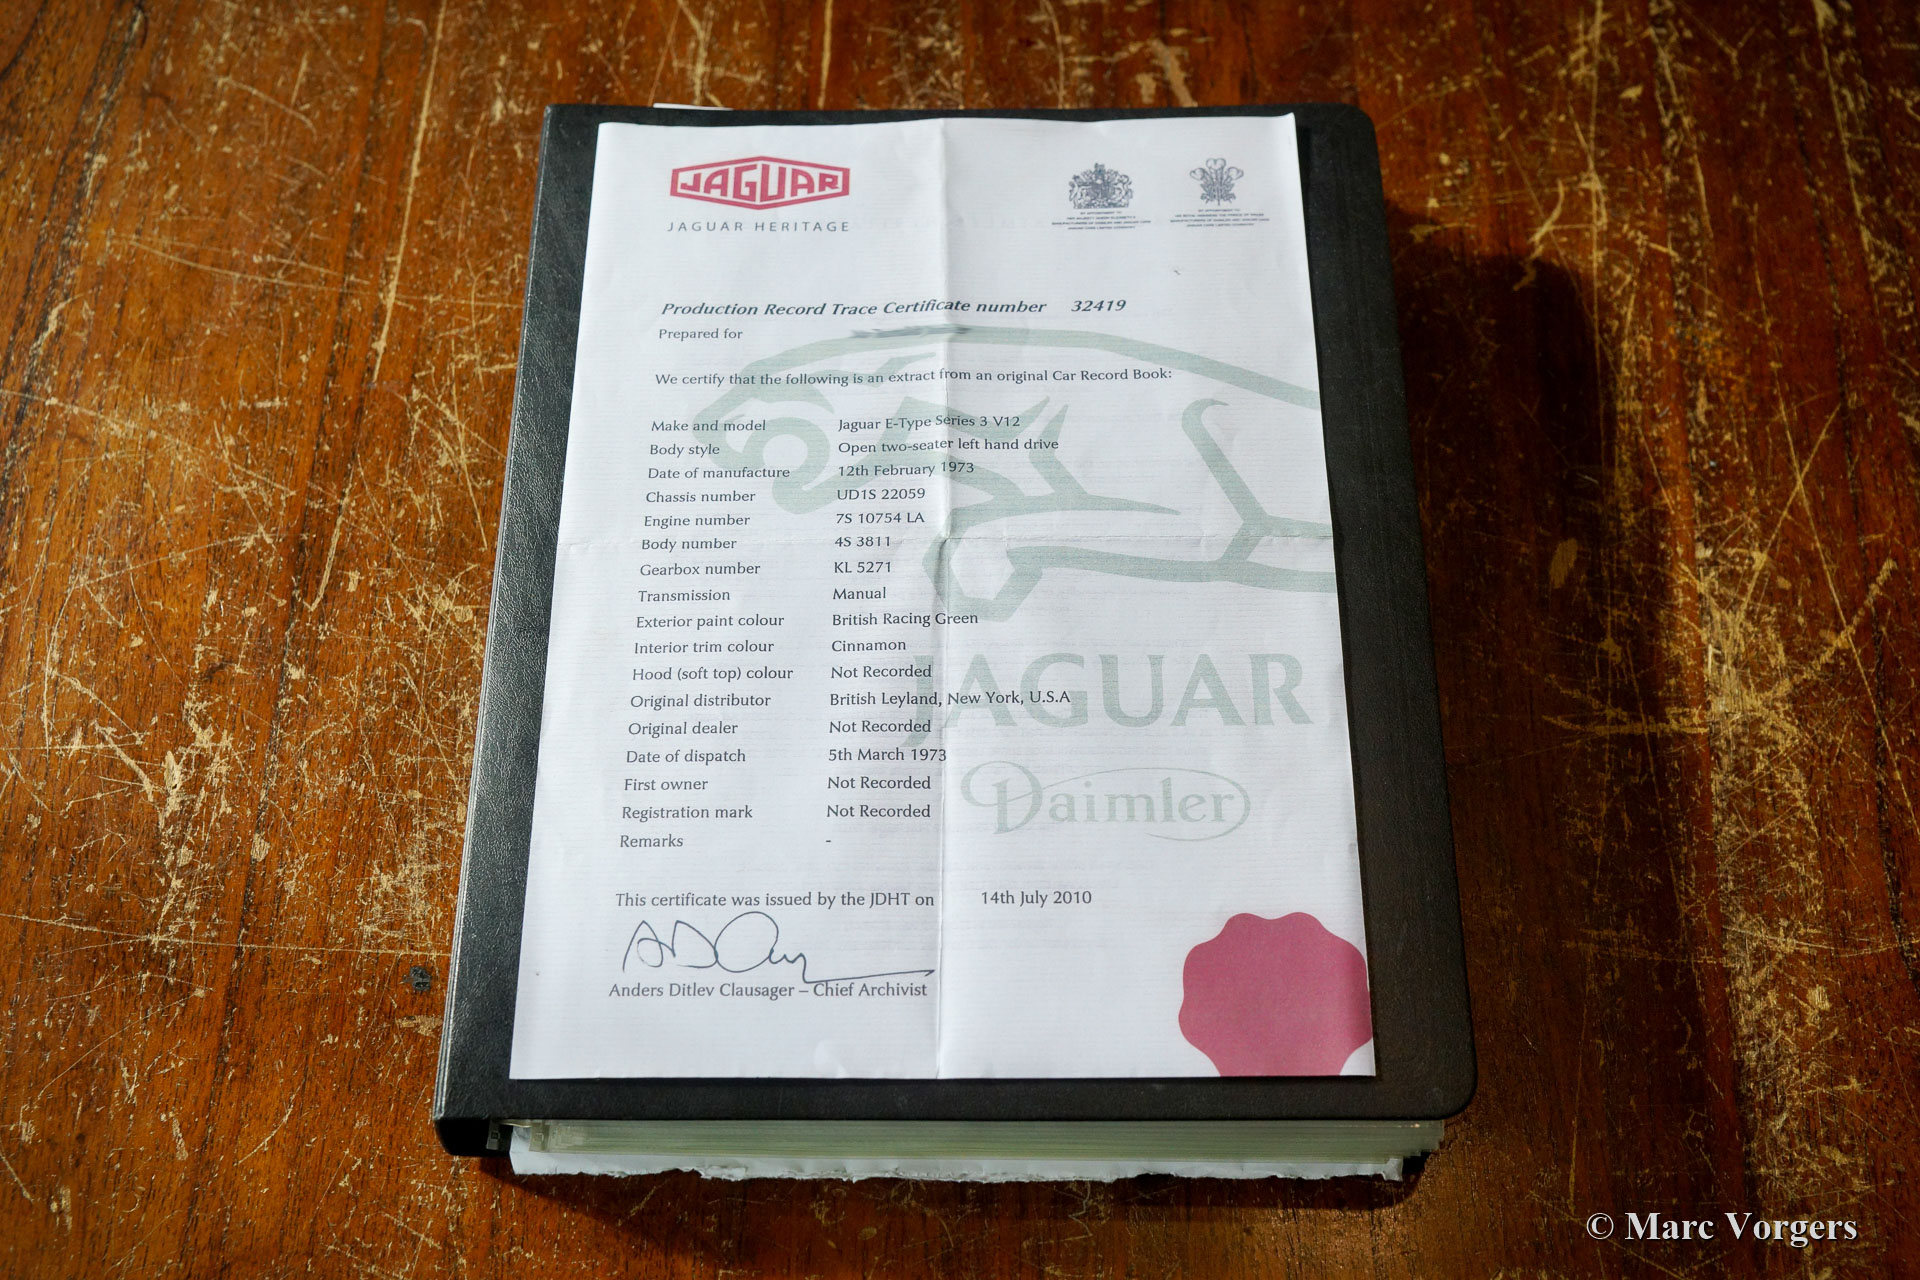 JAGUAR
JAGUAR HERITAGE
BY APPOINTMENT TO
BY APPOINTMENT TO
Production Record Trace Certificate number 32419
Prepared for
We certify that the following is an extract from an original Car Record Book:
Make and model Jaguar E-Type Series 3 V12
Body style Open two-seater left hand drive
Date of manufacture 12th February 1973
Chassis number UD1S 22059
Engine number 7S 10754 LA
Body number 4S 3811
Gearbox number KL 5271
Transmission Manual
Exterior paint colour British Racing Green
Interior trim colour Cinnamon
Hood (soft top) colour Not Recorded
Original distributor British Leyland, New York, U.S.A
Original dealer Not Recorded
Date of dispatch 5th March 1973
First owner Not Recorded
Registration mark Not Recorded
Remarks -
JAGUAR
Daimler
This certificate was issued by the JDHT on 14th July 2010
Anders Ditlev Clausager – Chief Archivist
© Marc Vorgers